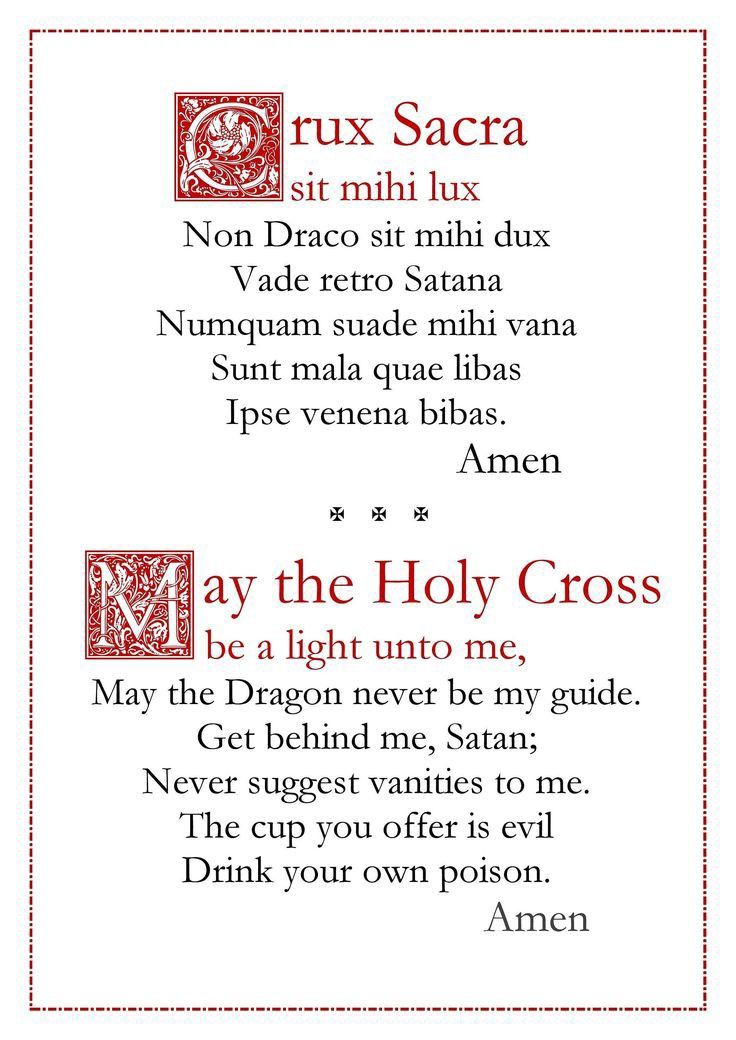 Crux Sacra
sit mihi lux
Non Draco sit mihi dux
Vade retro Satana
Numquam suade mihi vana
Sunt mala quae libas
Ipse venena bibas.
Amen
✠ ✠ ✠
May the Holy Cross
be a light unto me,
May the Dragon never be my guide.
Get behind me, Satan;
Never suggest vanities to me.
The cup you offer is evil
Drink your own poison.
Amen